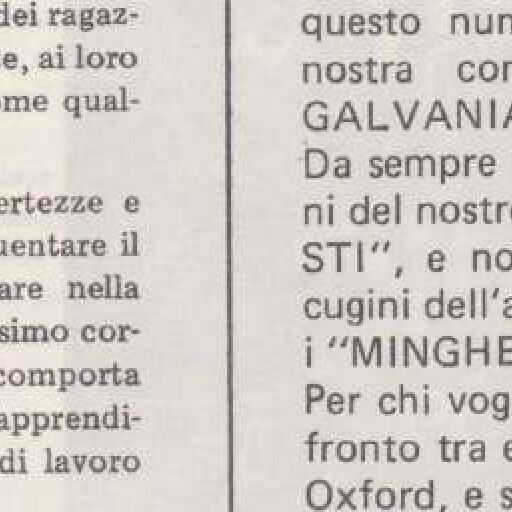 dei ragaz-
e, ai loro
ome qual-
ertezze e
uentare il
are nella
simo cor-
comporta
apprendi-
di lavoro
questo num
nostra con
GALVANIA
Da sempre
ni del nostro
STI", e no
cugini dell'a
i "MINGHE
Per chi vog
fronto tra e
Oxford, e s